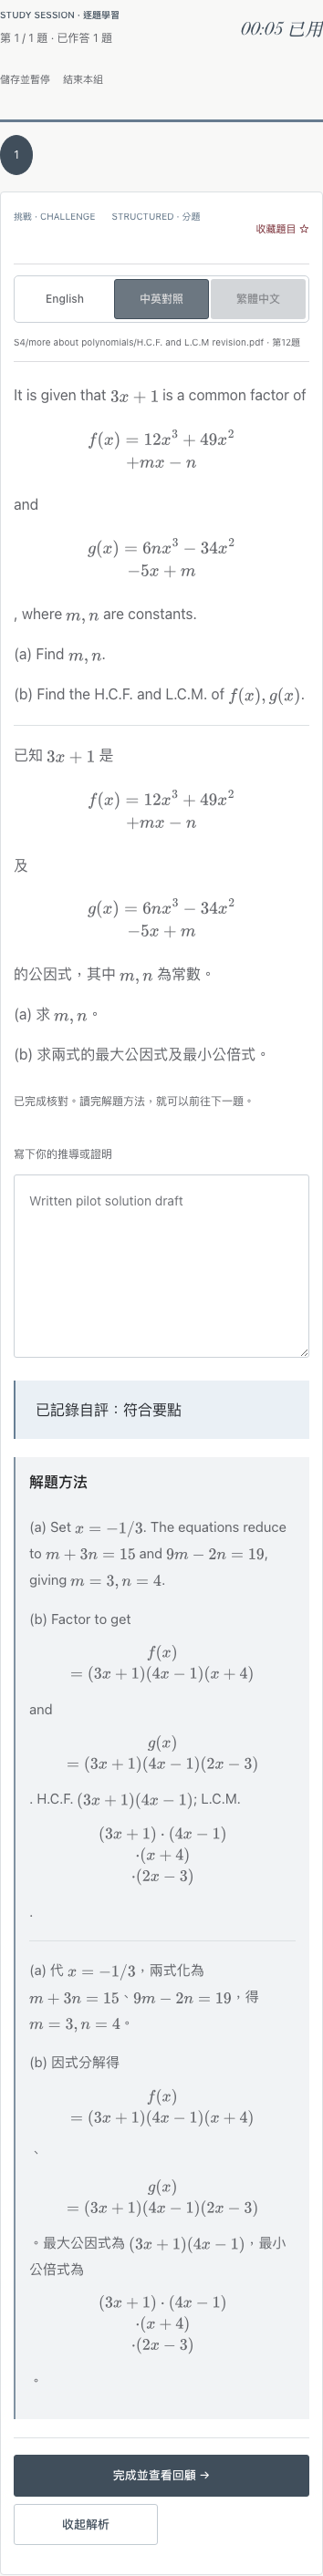 STUDY SESSION · 逐題學習
00:05 已用
第 1 / 1 題 · 已作答 1 題
儲存並暫停 結束本組
1
挑戰 · CHALLENGE STRUCTURED · 分題
收藏題目 ☆
English 中英對照 繁體中文
S4/more about polynomials/H.C.F. and L.C.M revision.pdf · 第12題
It is given that 3x + 1 is a common factor of
f(x) = 12x³ + 49x²
+mx − n
and
g(x) = 6nx³ − 34x²
−5x + m
, where m, n are constants.
(a) Find m, n.
(b) Find the H.C.F. and L.C.M. of f(x), g(x).
已知 3x + 1 是
f(x) = 12x³ + 49x²
+mx − n
及
g(x) = 6nx³ − 34x²
−5x + m
的公因式，其中 m, n 為常數。
(a) 求 m, n。
(b) 求兩式的最大公因式及最小公倍式。
已完成核對。讀完解題方法，就可以前往下一題。
寫下你的推導或證明
Written pilot solution draft
已記錄自評：符合要點
解題方法
(a) Set x = −1/3. The equations reduce
to m + 3n = 15 and 9m − 2n = 19,
giving m = 3, n = 4.
(b) Factor to get
f(x)
= (3x + 1)(4x − 1)(x + 4)
and
g(x)
= (3x + 1)(4x − 1)(2x − 3)
. H.C.F. (3x + 1)(4x − 1); L.C.M.
(3x + 1) · (4x − 1)
·(x + 4)
·(2x − 3)
.
(a) 代 x = −1/3，兩式化為
m + 3n = 15、9m − 2n = 19，得
m = 3, n = 4。
(b) 因式分解得
f(x)
= (3x + 1)(4x − 1)(x + 4)
、
g(x)
= (3x + 1)(4x − 1)(2x − 3)
。最大公因式為 (3x + 1)(4x − 1)，最小
公倍式為
(3x + 1) · (4x − 1)
·(x + 4)
·(2x − 3)
。
完成並查看回顧 →
收起解析